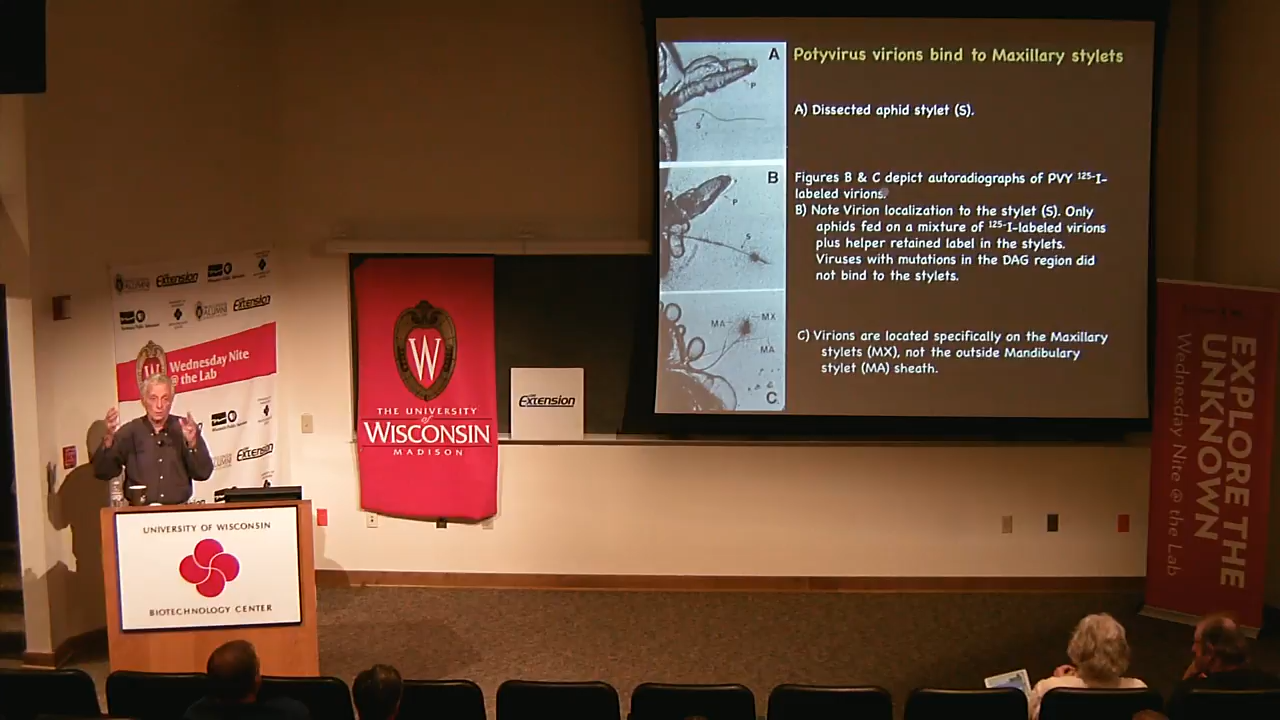 A
Potyvirus virions bind to Maxillary stylets
P
S
A) Dissected aphid stylet (S).
B
P
S
Figures B & C depict autoradiographs of PVY 125-I-
labeled virions.
B) Note Virion localization to the stylet (S). Only
aphids fed on a mixture of 125-I-labeled virions
plus helper retained label in the stylets.
Viruses with mutations in the DAG region did
not bind to the stylets.
MA
MX
MA
C
C) Virions are located specifically on the Maxillary
stylets (MX), not the outside Mandibulary
stylet (MA) sheath.
Extension
Extension
Wednesday Nite
@ the Lab
W
Extension
W
THE UNIVERSITY
of
WISCONSIN
MADISON
Extension
UNIVERSITY OF WISCONSIN
BIOTECHNOLOGY CENTER
EXPLORE THE
UNKNOWN
Wednesday Nite @ the Lab